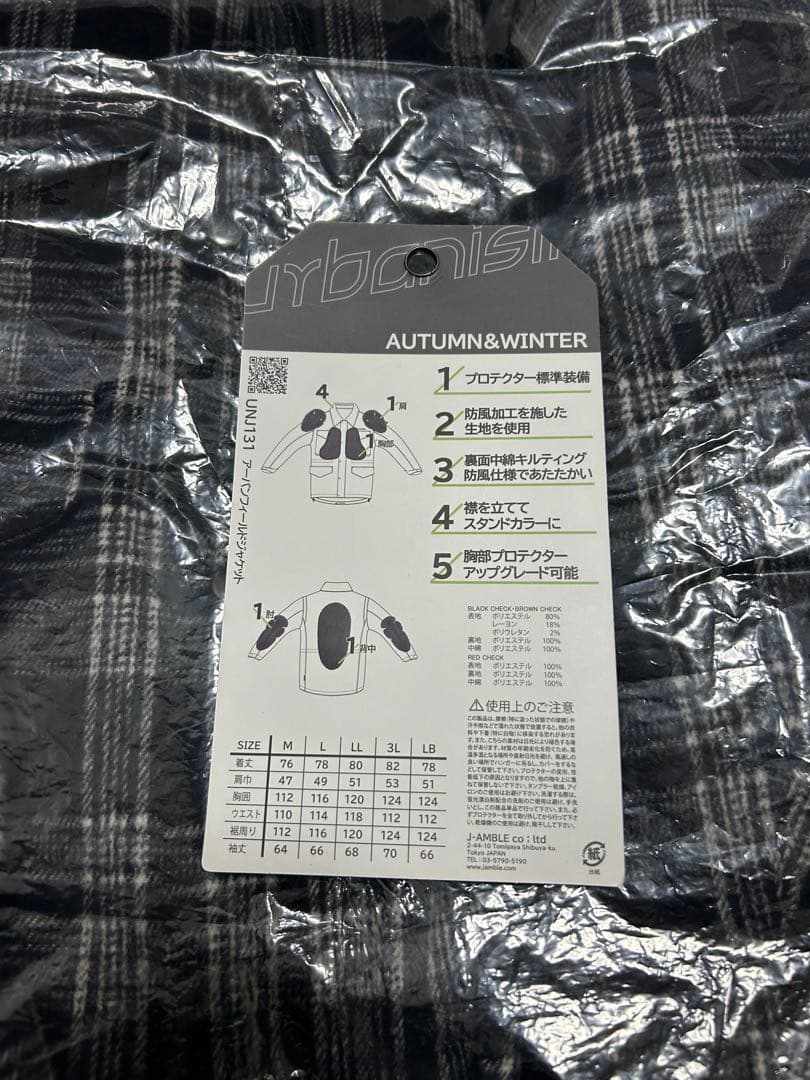 urbanism
AUTUMN&WINTER
UNJ131 アーバンフィールドジャケット
4
1 肩
1 胸部
1 プロテクター標準装備
2 防風加工を施した
生地を使用
3 裏面中綿キルティング
防風仕様であたたかい
4 襟を立てて
スタンドカラーに
5 胸部プロテクター
アップグレード可能
1 肘
1 背中
BLACK CHECK・BROWN CHECK
表地 ポリエステル 80%
レーヨン 18%
ポリウレタン 2%
裏地 ポリエステル 100%
中綿 ポリエステル 100%
RED CHECK
表地 ポリエステル 100%
裏地 ポリエステル 100%
中綿 ポリエステル 100%
⚠使用上のご注意
SIZE M L LL 3L LB
着丈 76 78 80 82 78
肩巾 47 49 51 53 51
胸囲 112 116 120 124 124
ウエスト 110 114 118 112 112
裾周り 112 116 120 124 124
袖丈 64 66 68 70 66
J-AMBLE co ; ltd
2-44-10 Tomigaya Shibuya-ku
Tokyo JAPAN
TEL : 03-5790-5190
www.jamble.com
紙
台紙